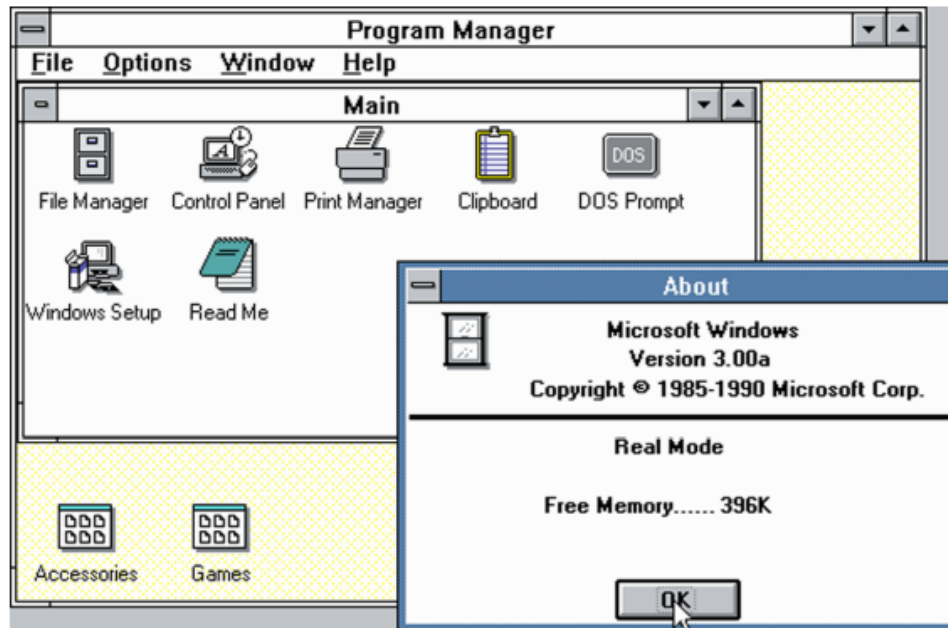 Program Manager
File Options Window Help
Main
File Manager Control Panel Print Manager Clipboard DOS Prompt
DOS
Windows Setup Read Me
About
Microsoft Windows
Version 3.00a
Copyright © 1985-1990 Microsoft Corp.
Real Mode
Free Memory...... 396K
Accessories Games
OK